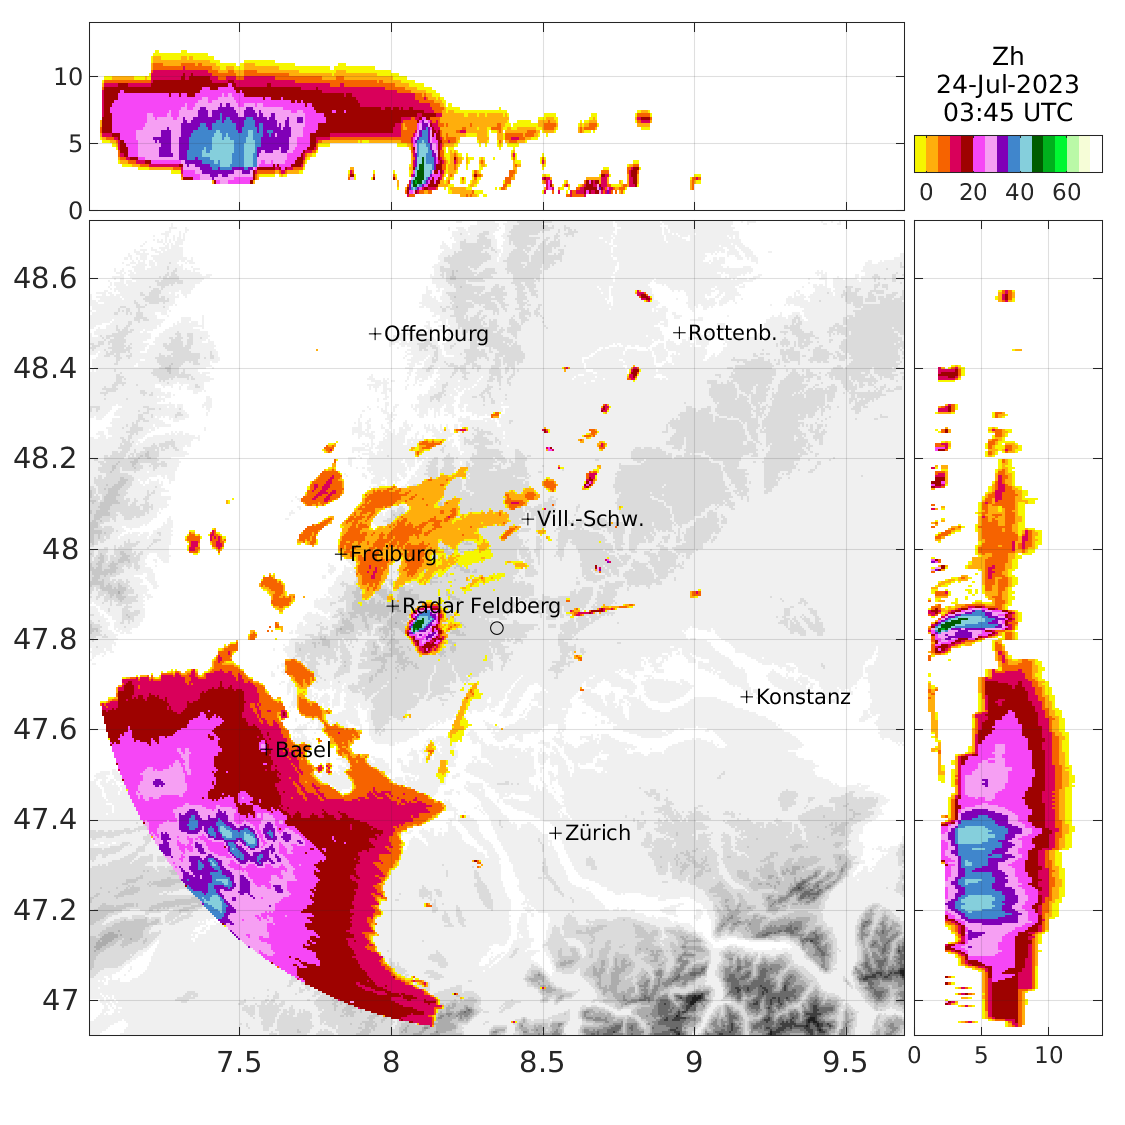 Zh
24-Jul-2023
03:45 UTC
0 20 40 60
10
5
0
48.6
48.4
48.2
48
47.8
47.6
47.4
47.2
47
+Offenburg
+Rottenb.
+Vill.-Schw.
+Freiburg
+Radar Feldberg
+Konstanz
+Basel
+Zürich
7.5 8 8.5 9 9.5
0 5 10